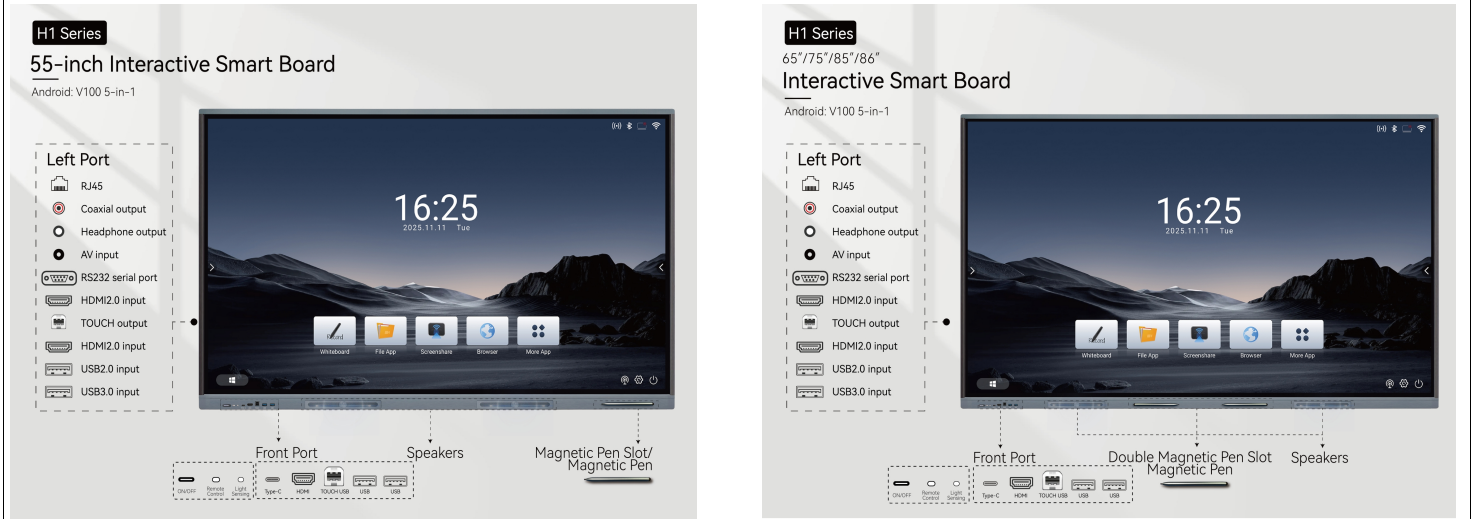 H1 Series
55-inch Interactive Smart Board
Android: V100 5-in-1
Left Port
RJ45
Coaxial output
Headphone output
AV input
RS232 serial port
HDMI2.0 input
TOUCH output
HDMI2.0 input
USB2.0 input
USB3.0 input
16:25
2025.11.11 Tue
Record
Whiteboard File App Screenshare Browser More App
Front Port
Speakers
Magnetic Pen Slot/
Magnetic Pen
ON/OFF
Remote
Control
Light
Sensing
Type-C HDMI TOUCH USB USB USB
H1 Series
65"/75"/85"/86"
Interactive Smart Board
Android: V100 5-in-1
Left Port
RJ45
Coaxial output
Headphone output
AV input
RS232 serial port
HDMI2.0 input
TOUCH output
HDMI2.0 input
USB2.0 input
USB3.0 input
16:25
2025.11.11 Tue
Record
Whiteboard File App Screenshare Browser More App
Front Port
Double Magnetic Pen Slot
Magnetic Pen
Speakers
ON/OFF
Remote
Control
Light
Sensing
Type-C HDMI TOUCH USB USB USB